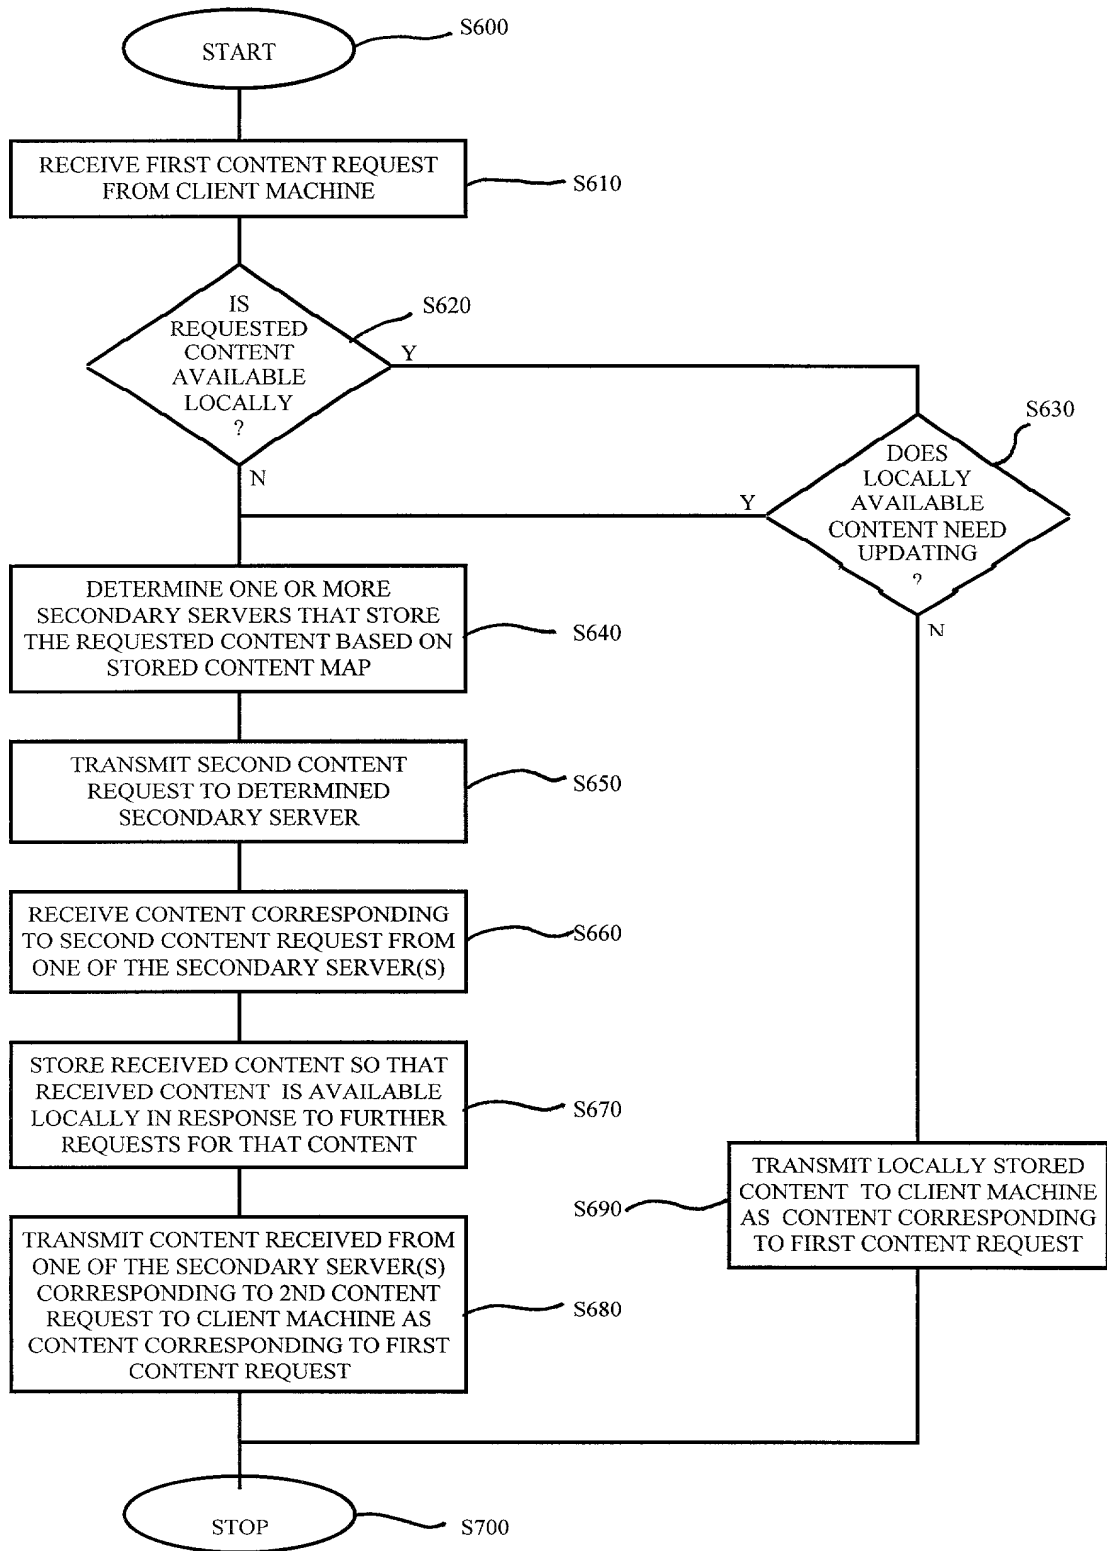 START
S600
RECEIVE FIRST CONTENT REQUEST
FROM CLIENT MACHINE
S610
IS
REQUESTED
CONTENT
AVAILABLE
LOCALLY
?
S620
Y
N
DOES
LOCALLY
AVAILABLE
CONTENT NEED
UPDATING
?
S630
Y
N
DETERMINE ONE OR MORE
SECONDARY SERVERS THAT STORE
THE REQUESTED CONTENT BASED ON
STORED CONTENT MAP
S640
TRANSMIT SECOND CONTENT
REQUEST TO DETERMINED
SECONDARY SERVER
S650
RECEIVE CONTENT CORRESPONDING
TO SECOND CONTENT REQUEST FROM
ONE OF THE SECONDARY SERVER(S)
S660
STORE RECEIVED CONTENT SO THAT
RECEIVED CONTENT IS AVAILABLE
LOCALLY IN RESPONSE TO FURTHER
REQUESTS FOR THAT CONTENT
S670
TRANSMIT LOCALLY STORED
CONTENT TO CLIENT MACHINE
AS CONTENT CORRESPONDING
TO FIRST CONTENT REQUEST
S690
TRANSMIT CONTENT RECEIVED FROM
ONE OF THE SECONDARY SERVER(S)
CORRESPONDING TO 2ND CONTENT
REQUEST TO CLIENT MACHINE AS
CONTENT CORRESPONDING TO FIRST
CONTENT REQUEST
S680
STOP
S700